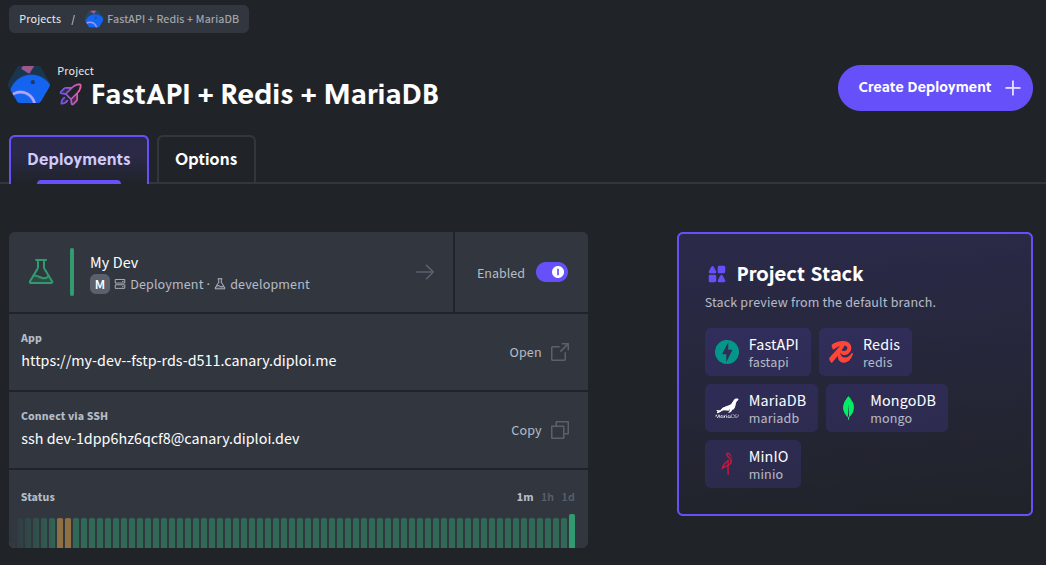 Projects / FastAPI + Redis + MariaDB
Project
FastAPI + Redis + MariaDB
Create Deployment
Deployments
Options
My Dev
M Deployment · development
Enabled
App
https://my-dev--fstp-rds-d511.canary.diploi.me
Open
Connect via SSH
ssh dev-1dpp6hz6qcf8@canary.diploi.dev
Copy
Status
1m 1h 1d
Project Stack
Stack preview from the default branch.
FastAPI
fastapi
Redis
redis
MariaDB
MariaDB
mariadb
MongoDB
mongo
MinIO
minio